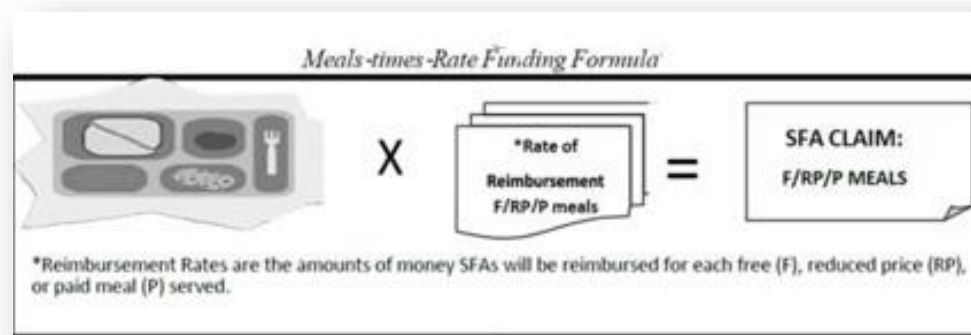 Meals-times-Rate Funding Formula
X
*Rate of
Reimbursement
F/RP/P meals
=
SFA CLAIM:
F/RP/P MEALS
*Reimbursement Rates are the amounts of money SFAs will be reimbursed for each free (F), reduced price (RP),
or paid meal (P) served.